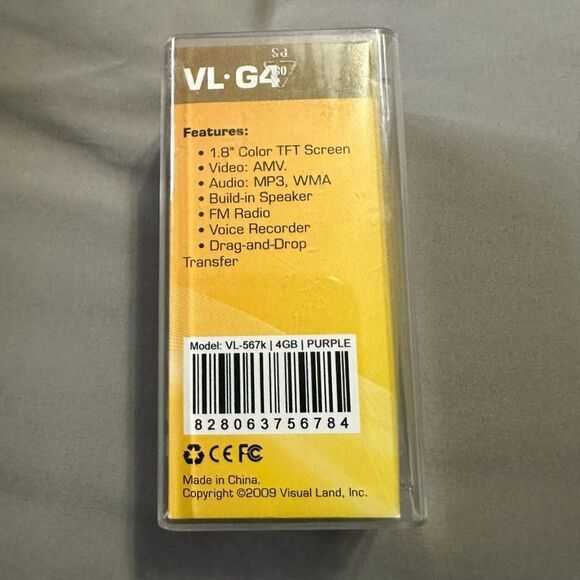 VL·G4
Features:
• 1.8" Color TFT Screen
• Video: AMV.
• Audio: MP3, WMA
• Build-in Speaker
• FM Radio
• Voice Recorder
• Drag-and-Drop
Transfer
Model: VL-567k | 4GB | PURPLE
828063756784
CE FC
Made in China.
Copyright ©2009 Visual Land, Inc.